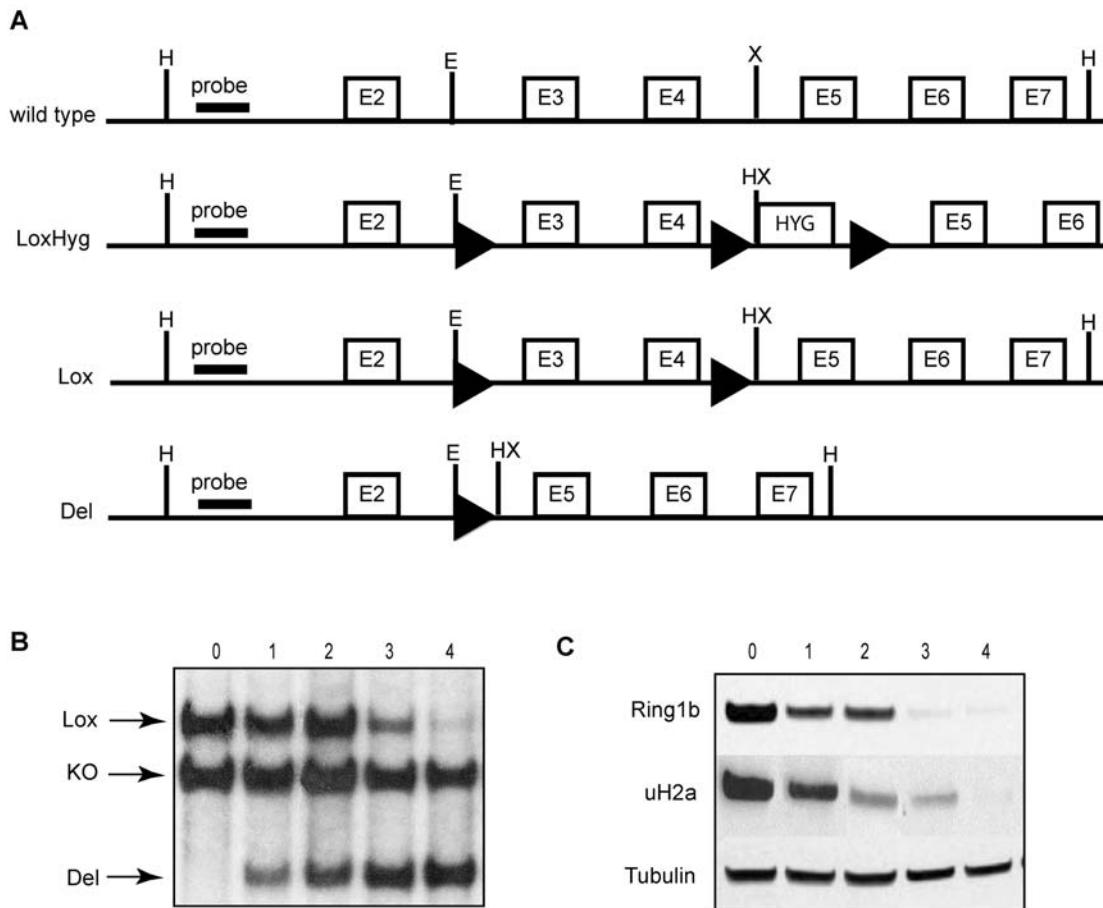 A
H E X H
probe
E2 E3 E4 E5 E6 E7
wild type
H E HX
probe
E2 E3 E4 HYG E5 E6
LoxHyg
H E HX H
probe
E2 E3 E4 E5 E6 E7
Lox
H E HX H
probe
E2 E5 E6 E7
Del
B
0 1 2 3 4
Lox
KO
Del
C
0 1 2 3 4
Ring1b
uH2a
Tubulin